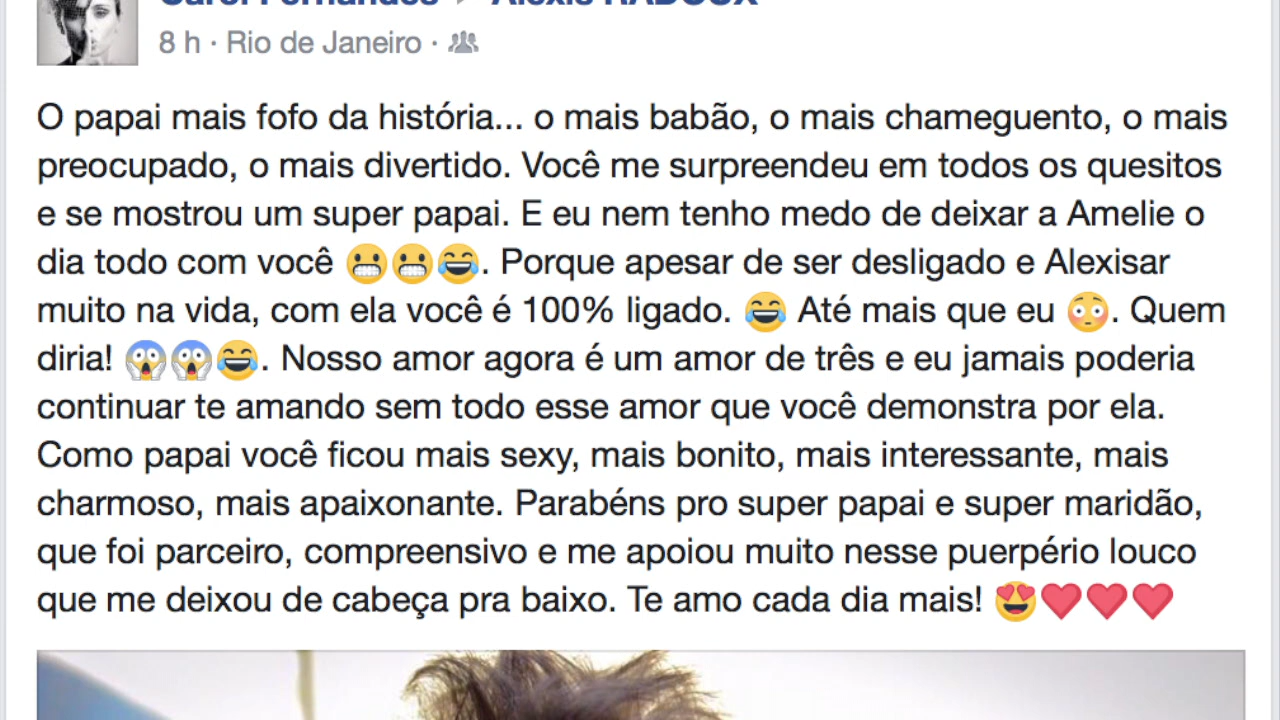 Carol Fernandes ▸ Alexis RADOUX
8 h · Rio de Janeiro ·
O papai mais fofo da história... o mais babão, o mais chameguento, o mais
preocupado, o mais divertido. Você me surpreendeu em todos os quesitos
e se mostrou um super papai. E eu nem tenho medo de deixar a Amelie o
dia todo com você 😬😬😂. Porque apesar de ser desligado e Alexisar
muito na vida, com ela você é 100% ligado. 😂 Até mais que eu 😳. Quem
diria! 😱😱😂. Nosso amor agora é um amor de três e eu jamais poderia
continuar te amando sem todo esse amor que você demonstra por ela.
Como papai você ficou mais sexy, mais bonito, mais interessante, mais
charmoso, mais apaixonante. Parabéns pro super papai e super maridão,
que foi parceiro, compreensivo e me apoiou muito nesse puerpério louco
que me deixou de cabeça pra baixo. Te amo cada dia mais! 😍❤️❤️❤️